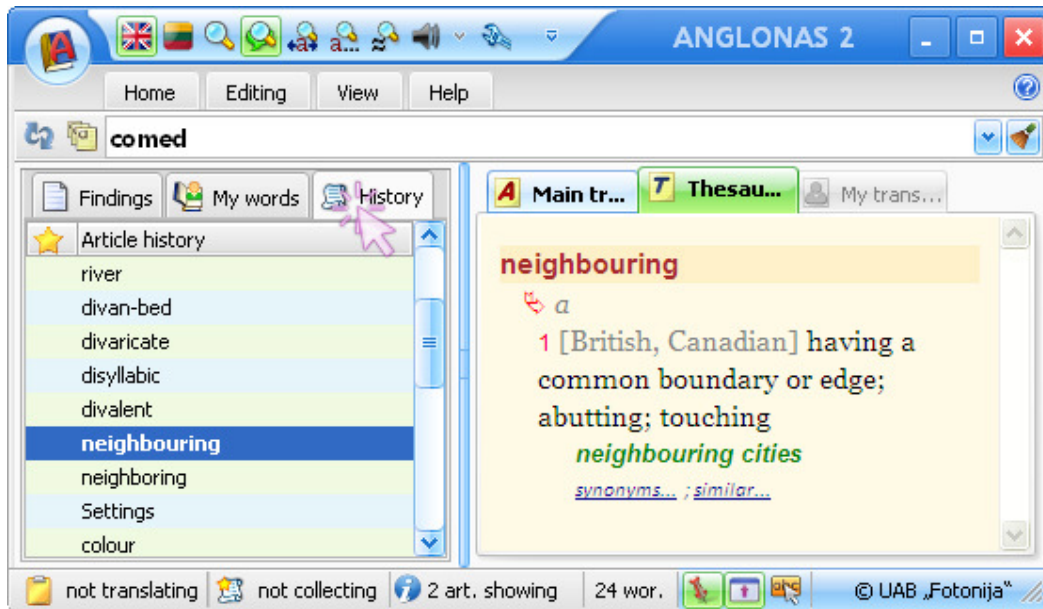 ANGLONAS 2
Home Editing View Help
comed
Findings My words History
Article history
river
divan-bed
divaricate
disyllabic
divalent
neighbouring
neighboring
Settings
colour
Main tr... Thesau... My trans...
neighbouring
a
1 [British, Canadian] having a
common boundary or edge;
abutting; touching
neighbouring cities
synonyms... ; similar...
not translating not collecting 2 art. showing 24 wor. © UAB „Fotonija“